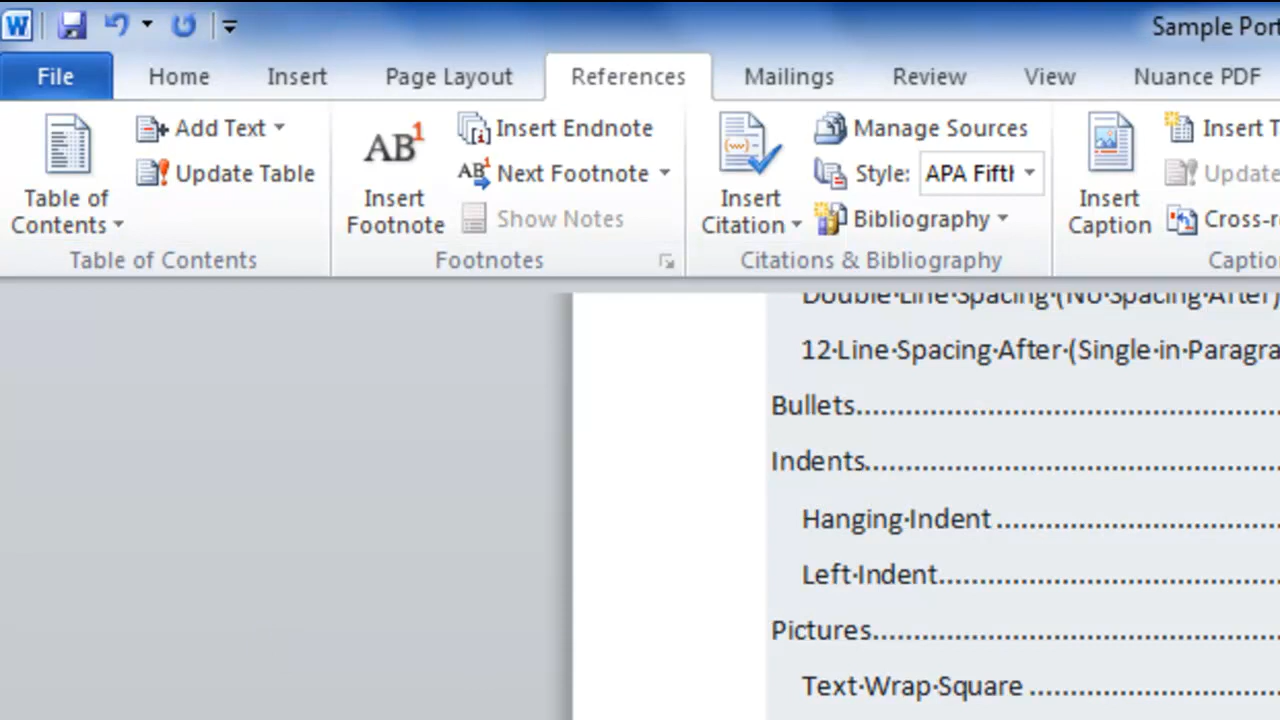 Sample Por
File Home Insert Page Layout References Mailings Review View Nuance PDF
Table of Contents
Add Text
Update Table
Table of Contents
AB1
Insert Footnote
Insert Endnote
Next Footnote
Show Notes
Footnotes
Insert Citation
Manage Sources
Style: APA Fift
Bibliography
Citations & Bibliography
Insert Caption
Insert T
Update
Cross-r
Captio
Double·Line·Spacing·(No·Spacing·After)
12·Line·Spacing·After·(Single·in·Paragra
Bullets
Indents
Hanging·Indent
Left·Indent
Pictures
Text·Wrap·Square